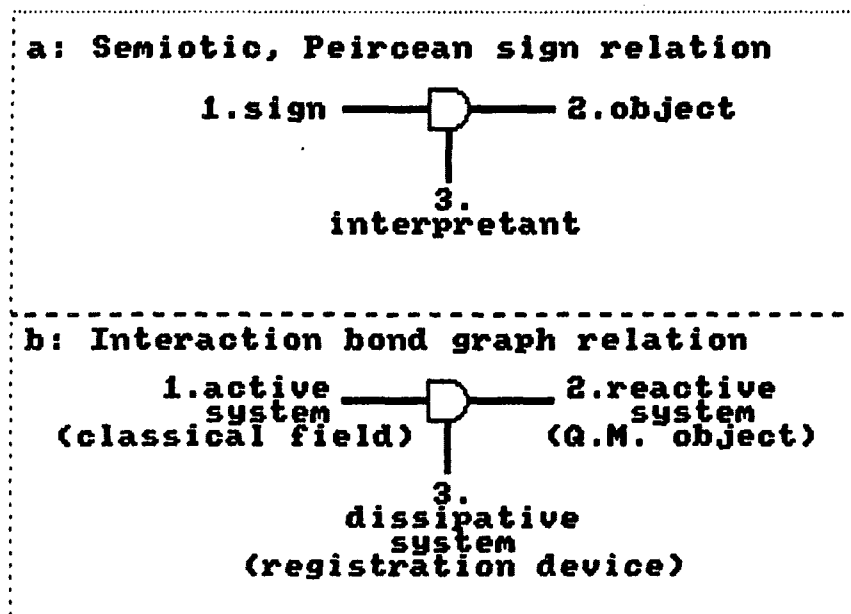 a: Semiotic, Peircean sign relation
1.sign 2.object
3.
interpretant
b: Interaction bond graph relation
1.active 2.reactive
system system
(classical field) (Q.M. object)
3.
dissipative
system
(registration device)